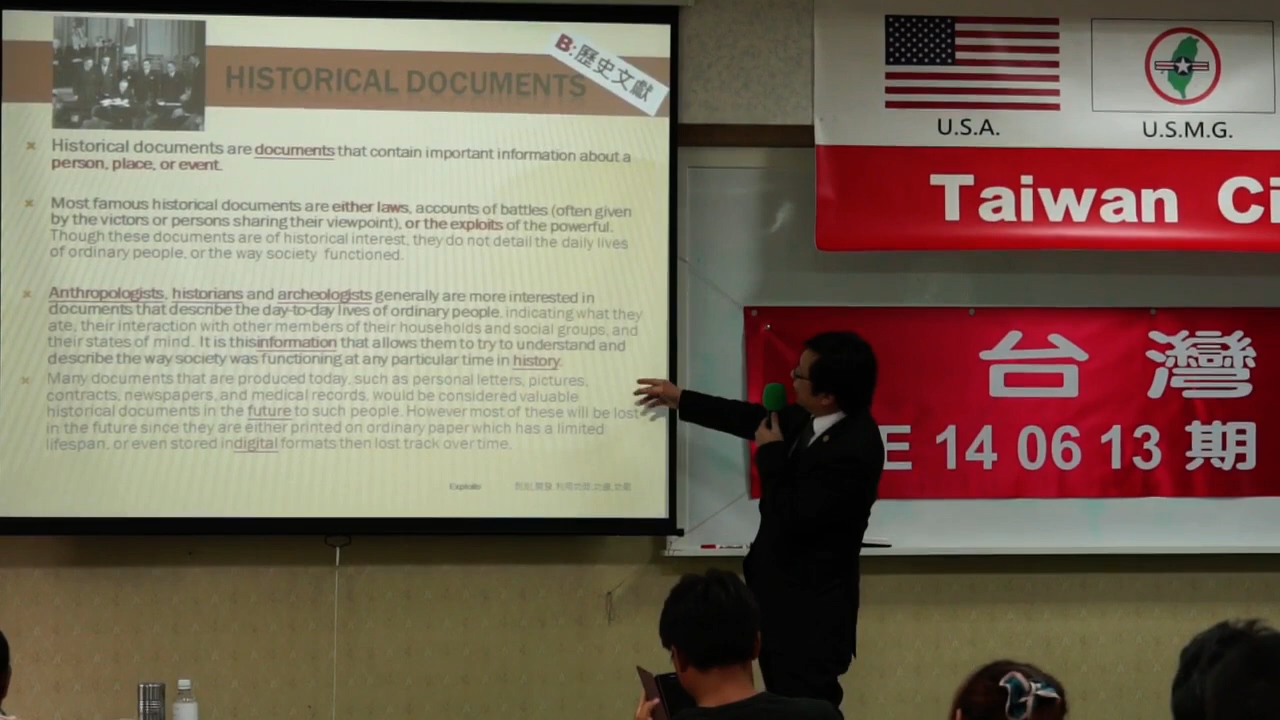 B:歷史文獻
HISTORICAL DOCUMENTS
Historical documents are documents that contain important information about a
person, place, or event.
Most famous historical documents are either laws, accounts of battles (often given
by the victors or persons sharing their viewpoint), or the exploits of the powerful.
Though these documents are of historical interest, they do not detail the daily lives
of ordinary people, or the way society functioned.
Anthropologists, historians and archeologists generally are more interested in
documents that describe the day-to-day lives of ordinary people, indicating what they
ate, their interaction with other members of their households and social groups, and
their states of mind. It is thisinformation that allows them to try to understand and
describe the way society was functioning at any particular time in history.
Many documents that are produced today, such as personal letters, pictures,
contracts, newspapers, and medical records, would be considered valuable
historical documents in the future to such people. However most of these will be lost
in the future since they are either printed on ordinary paper which has a limited
lifespan, or even stored indigital formats then lost track over time.
Exploits
U.S.A.
U.S.M.G.
Taiwan Ci
台灣
E 14 06 13 期